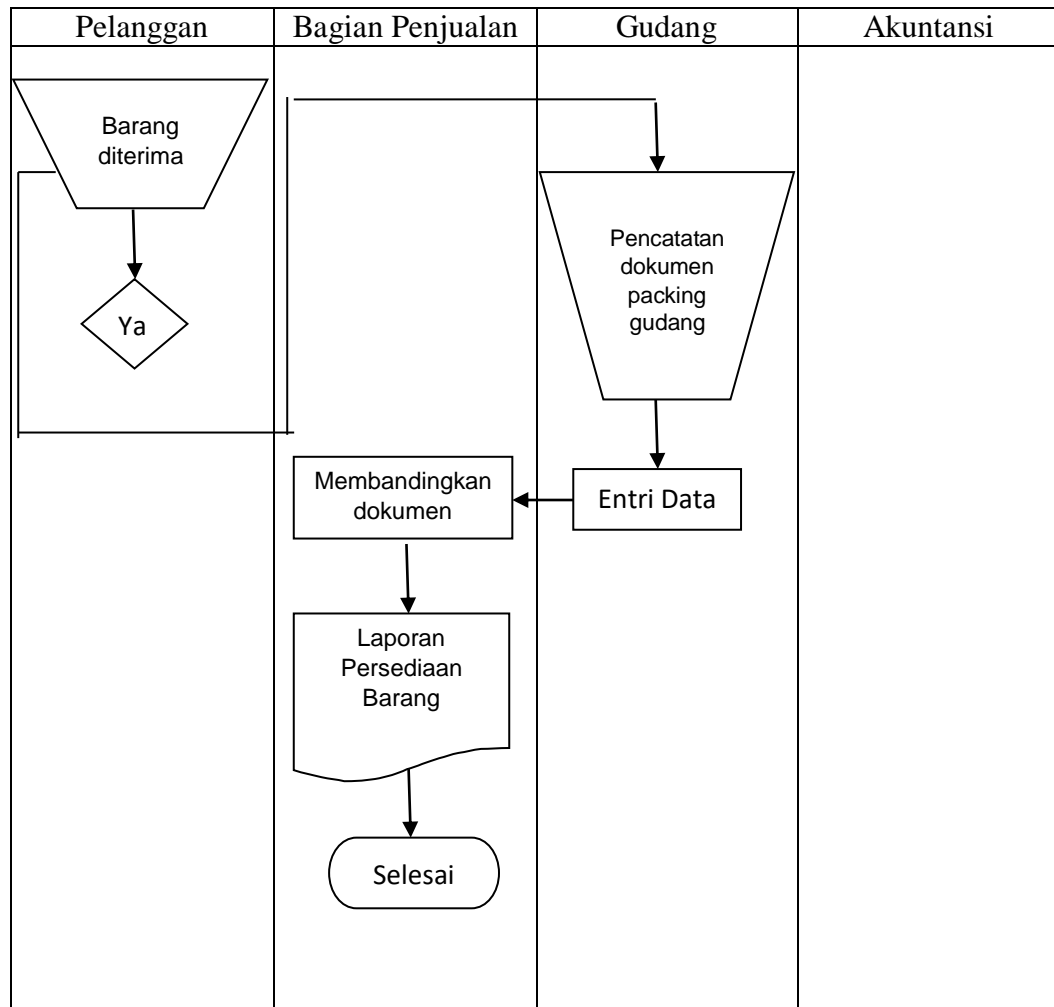 Pelanggan
Bagian Penjualan
Gudang
Akuntansi
Barang
diterima
Ya
Pencatatan
dokumen
packing
gudang
Entri Data
Membandingkan
dokumen
Laporan
Persediaan
Barang
Selesai